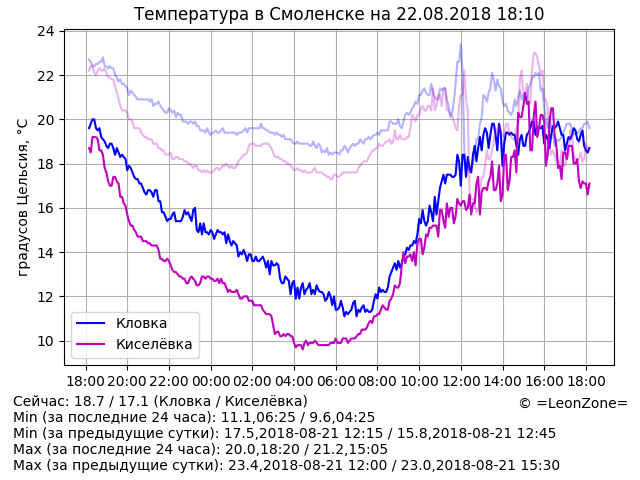 Температура в Смоленске на 22.08.2018 18:10
градусов Цельсия, °C
24
22
20
18
16
14
12
10
Кловка
Киселёвка
18:00 20:00 22:00 00:00 02:00 04:00 06:00 08:00 10:00 12:00 14:00 16:00 18:00
Сейчас: 18.7 / 17.1 (Кловка / Киселёвка)
© =LeonZone=
Min (за последние 24 часа): 11.1,06:25 / 9.6,04:25
Min (за предыдущие сутки): 17.5,2018-08-21 12:15 / 15.8,2018-08-21 12:45
Max (за последние 24 часа): 20.0,18:20 / 21.2,15:05
Max (за предыдущие сутки): 23.4,2018-08-21 12:00 / 23.0,2018-08-21 15:30